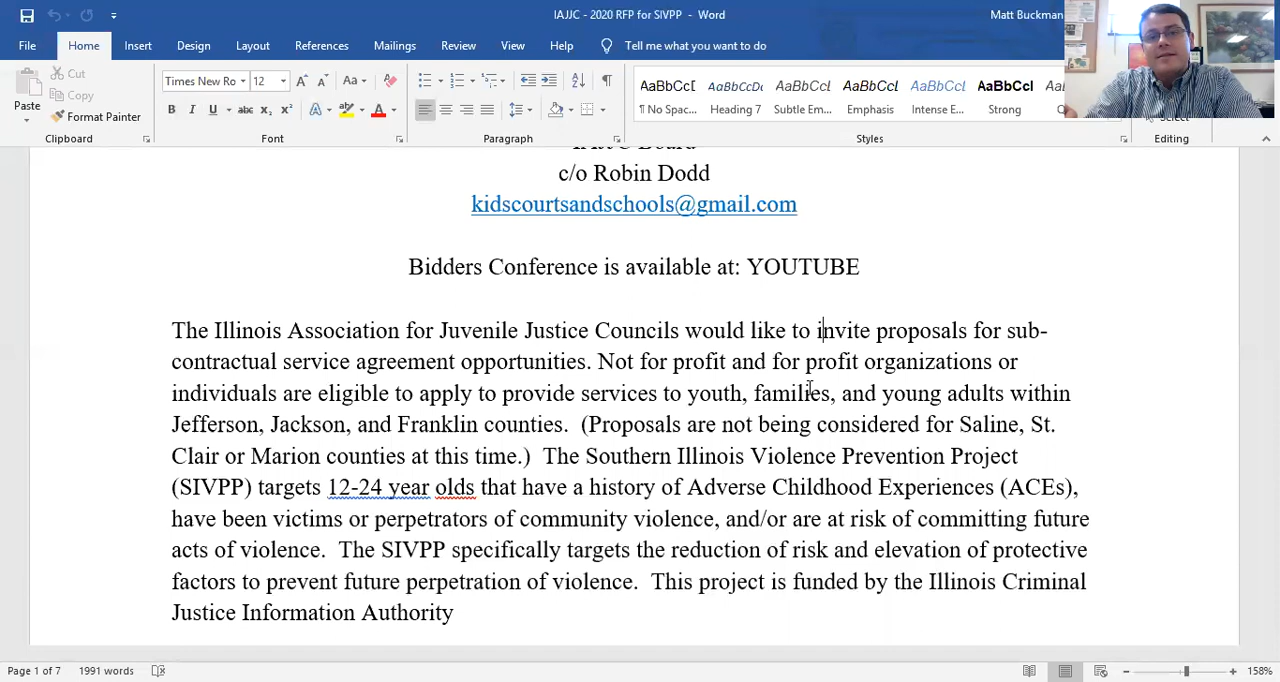 IAJJC - 2020 RFP for SIVPP - Word
Matt Buckman
File Home Insert Design Layout References Mailings Review View Help Tell me what you want to do
Paste
Cut
Copy
Format Painter
Clipboard
Times New Ro 12
Font
Paragraph
AaBbCcD AaBbCcDc AaBbCcD AaBbCcD AaBbCcD AaBbCcl
¶ No Spac... Heading 7 Subtle Em... Emphasis Intense E... Strong
Styles
Select
Editing
IAJJC Board
c/o Robin Dodd
kidscourtsandschools@gmail.com
Bidders Conference is available at: YOUTUBE
The Illinois Association for Juvenile Justice Councils would like to invite proposals for sub-
contractual service agreement opportunities. Not for profit and for profit organizations or
individuals are eligible to apply to provide services to youth, families, and young adults within
Jefferson, Jackson, and Franklin counties. (Proposals are not being considered for Saline, St.
Clair or Marion counties at this time.) The Southern Illinois Violence Prevention Project
(SIVPP) targets 12-24 year olds that have a history of Adverse Childhood Experiences (ACEs),
have been victims or perpetrators of community violence, and/or are at risk of committing future
acts of violence. The SIVPP specifically targets the reduction of risk and elevation of protective
factors to prevent future perpetration of violence. This project is funded by the Illinois Criminal
Justice Information Authority
Page 1 of 7 1991 words
158%